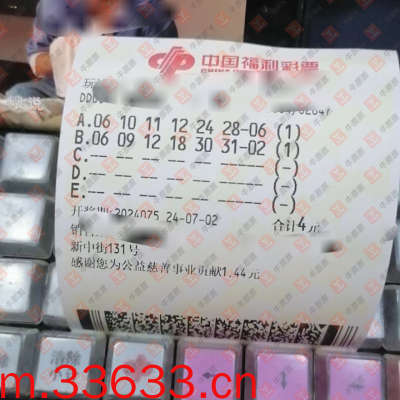 中国福利彩票
CHINA
A.06 10 11 12 24 28-06 (1)
B.06 09 12 18 30 31-02 (1)
C.-- -- -- -- -- -- -- (-)
D.-- -- -- -- -- -- -- (-)
E.-- -- -- -- -- -- -- (-)
开奖期:2024075 24-07-02 合计4元
新中街131号
感谢您为公益慈善事业贡献1.44元
m.33633.cn